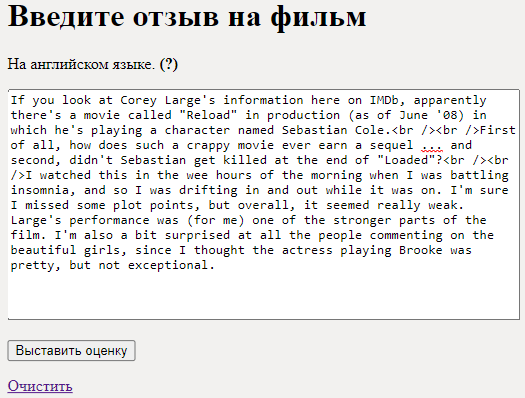 Введите отзыв на фильм
На английском языке. (?)
If you look at Corey Large's information here on IMDb, apparently
there's a movie called "Reload" in production (as of June '08) in
which he's playing a character named Sebastian Cole.<br /><br />First
of all, how does such a crappy movie ever earn a sequel ... and
second, didn't Sebastian get killed at the end of "Loaded"?<br /><br
/>I watched this in the wee hours of the morning when I was battling
insomnia, and so I was drifting in and out while it was on. I'm sure
I missed some plot points, but overall, it seemed really weak.
Large's performance was (for me) one of the stronger parts of the
film. I'm also a bit surprised at all the people commenting on the
beautiful girls, since I thought the actress playing Brooke was
pretty, but not exceptional.
Выставить оценку
Очистить